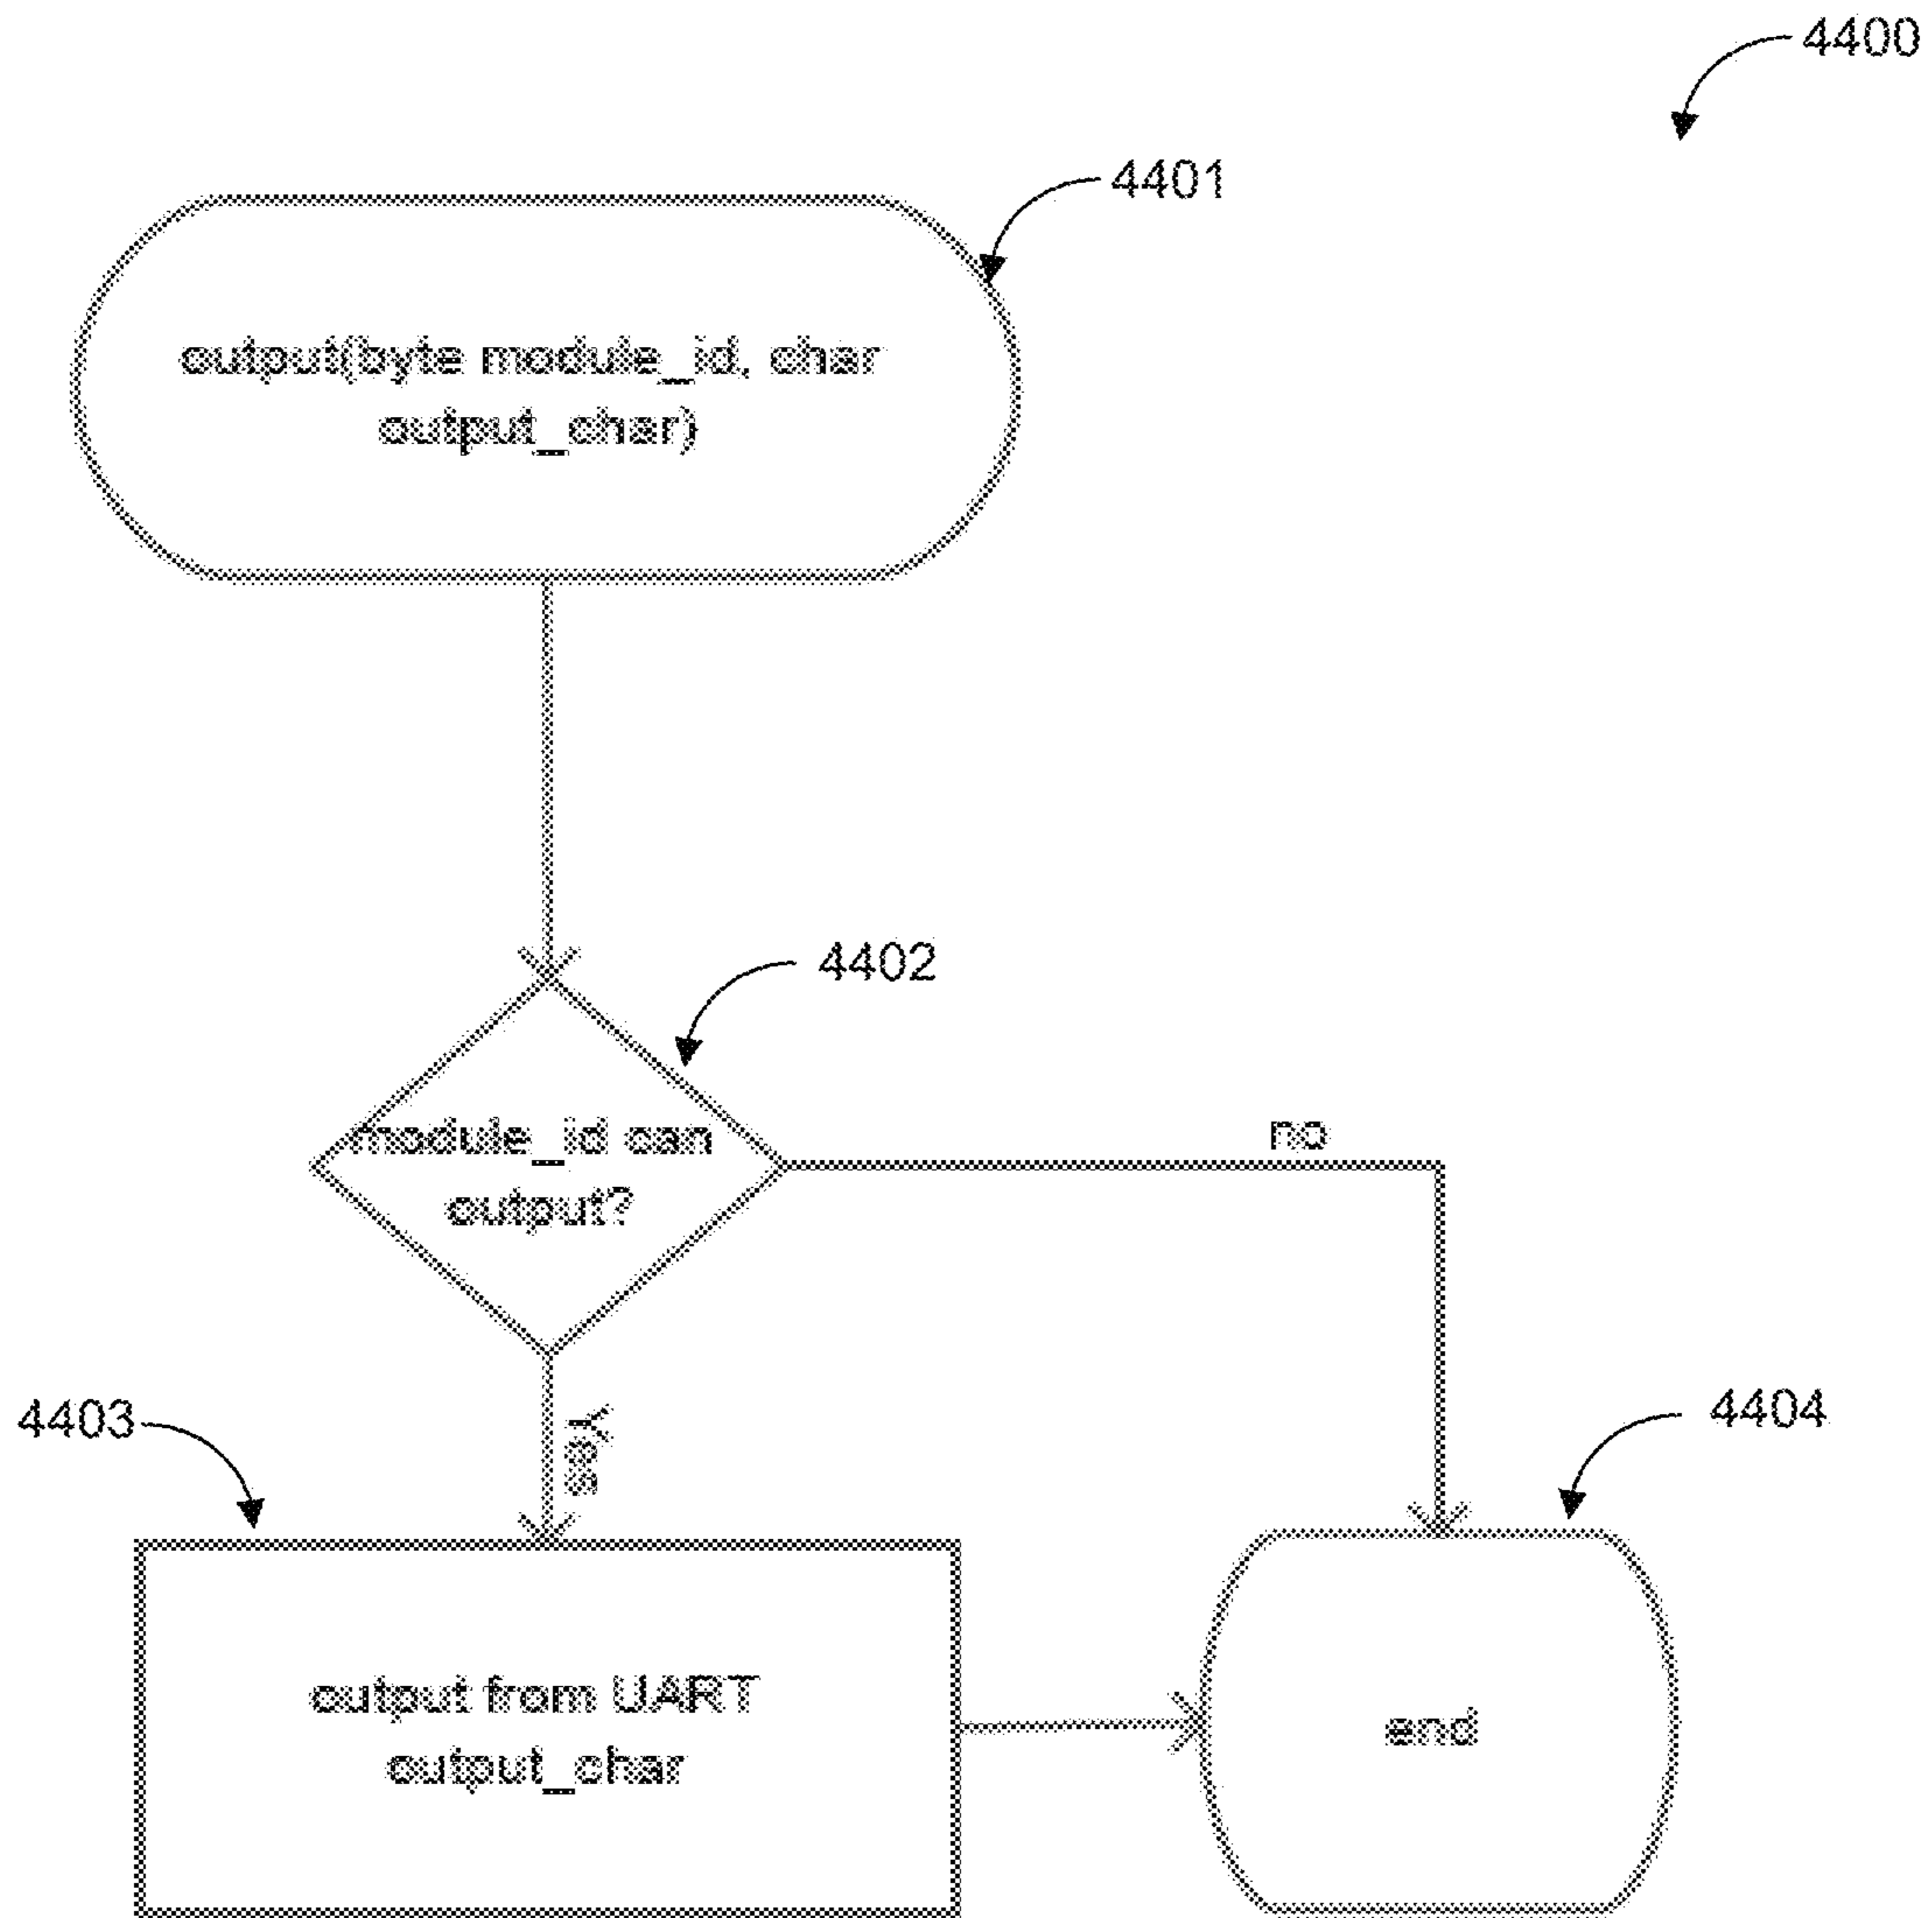 4400
4401
output(byte module_id, char
output_char)
4402
module_id can
output?
no
Yes
4403
4404
output from UART
output_char
end